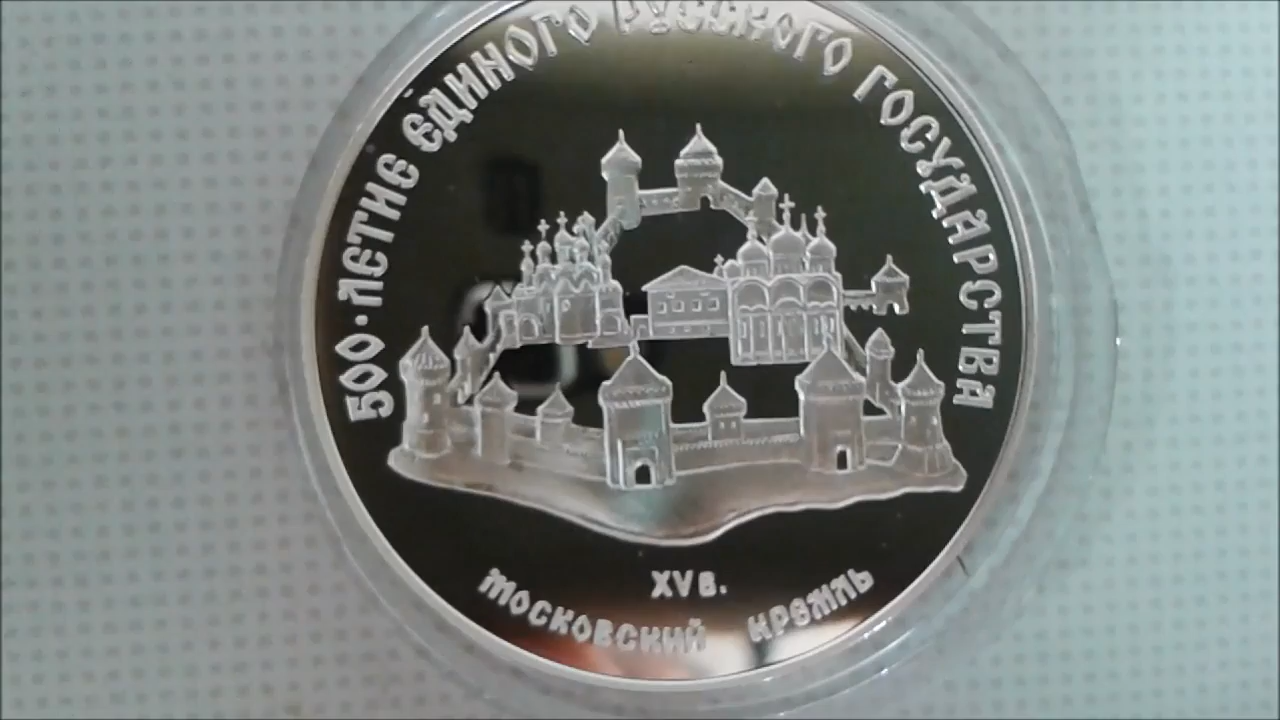 500-ЛЕТИЕ ЕДИНОГО РУССКОГО ГОСУДАРСТВА
XV в.
МОСКОВСКИЙ КРЕМЛЬ